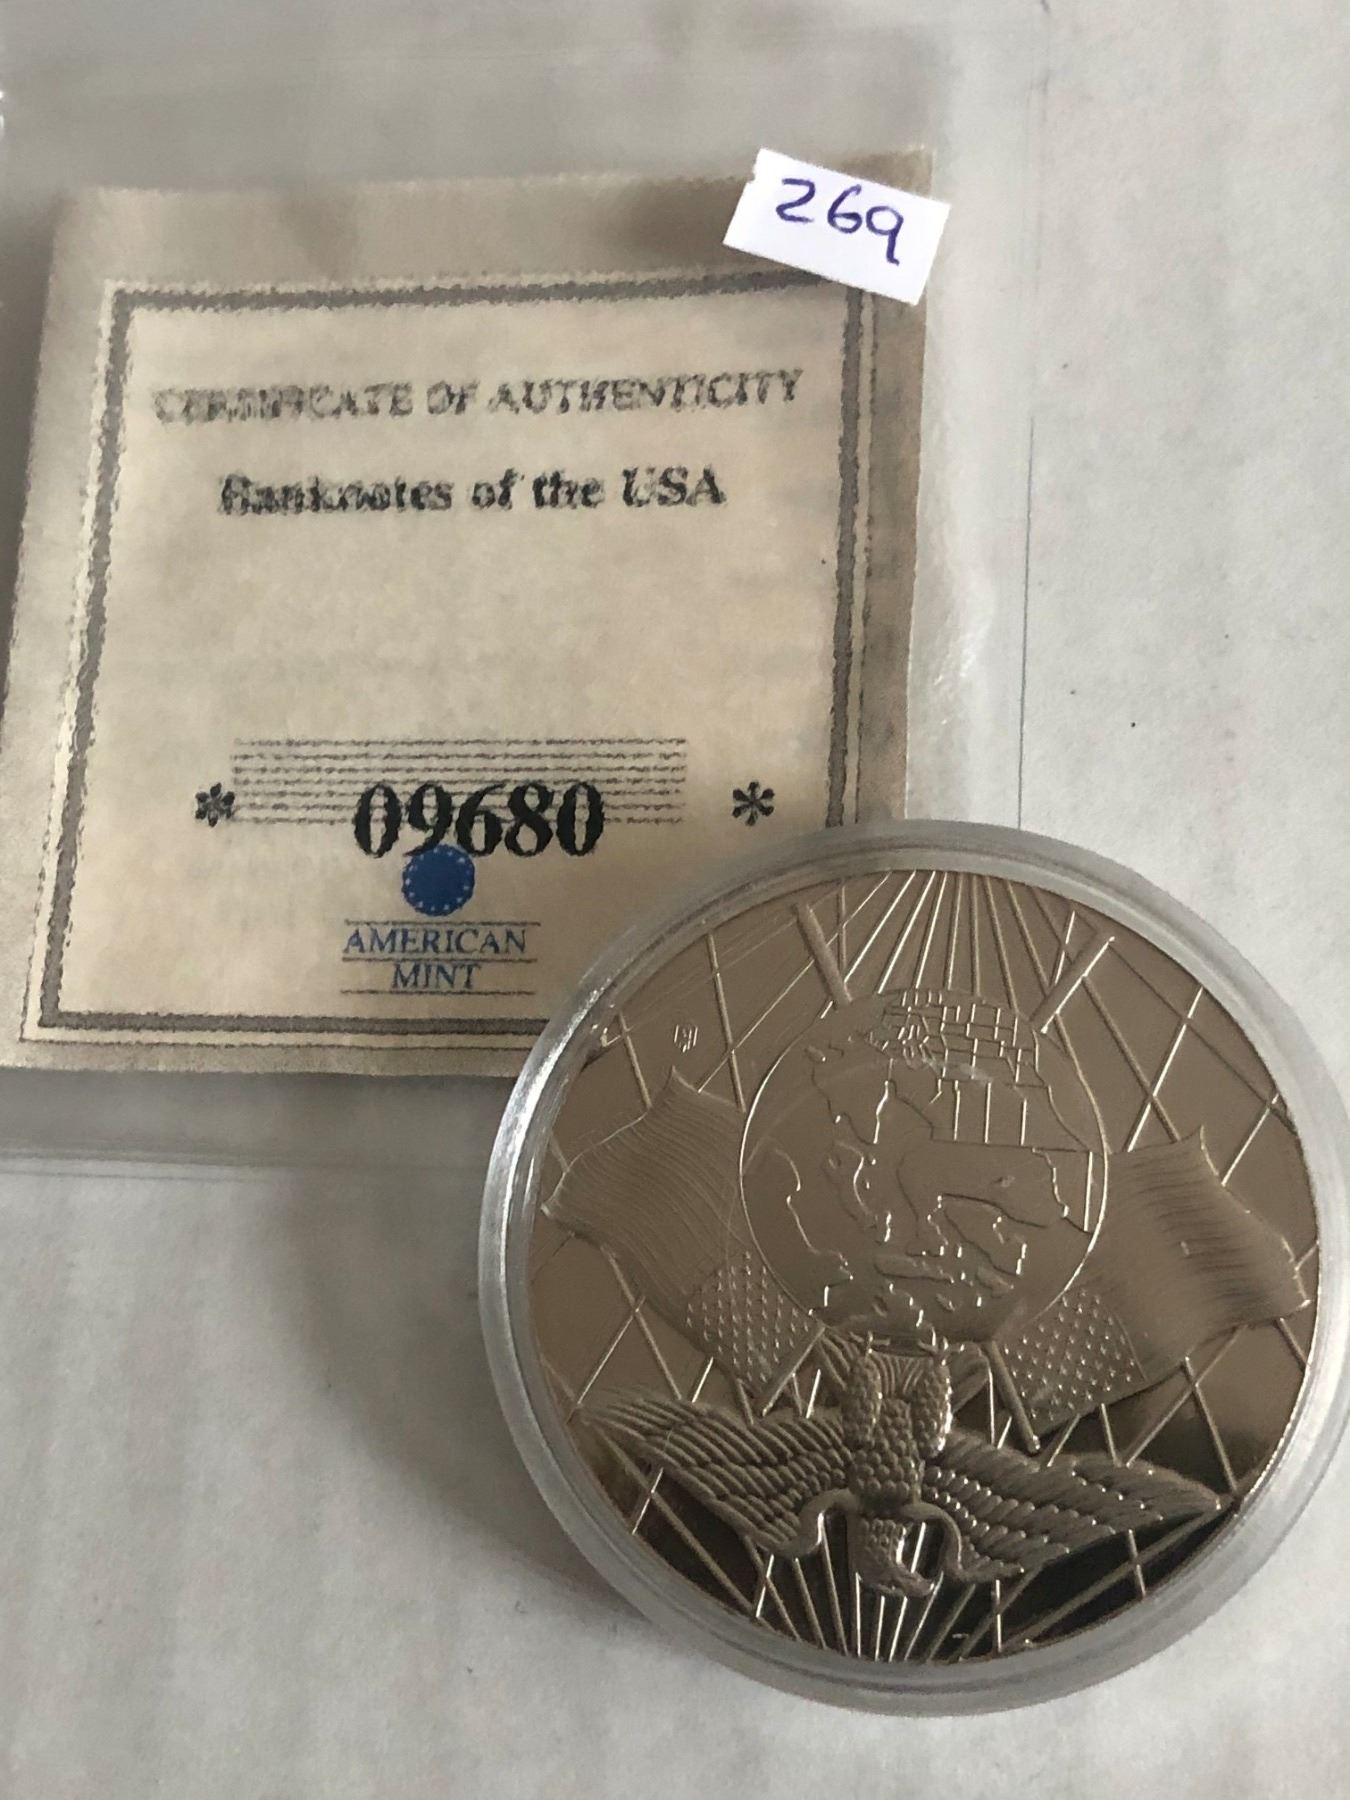 269
CERTIFICATE OF AUTHENTICITY
Banknotes of the USA
* 09680 *
AMERICAN
MINT